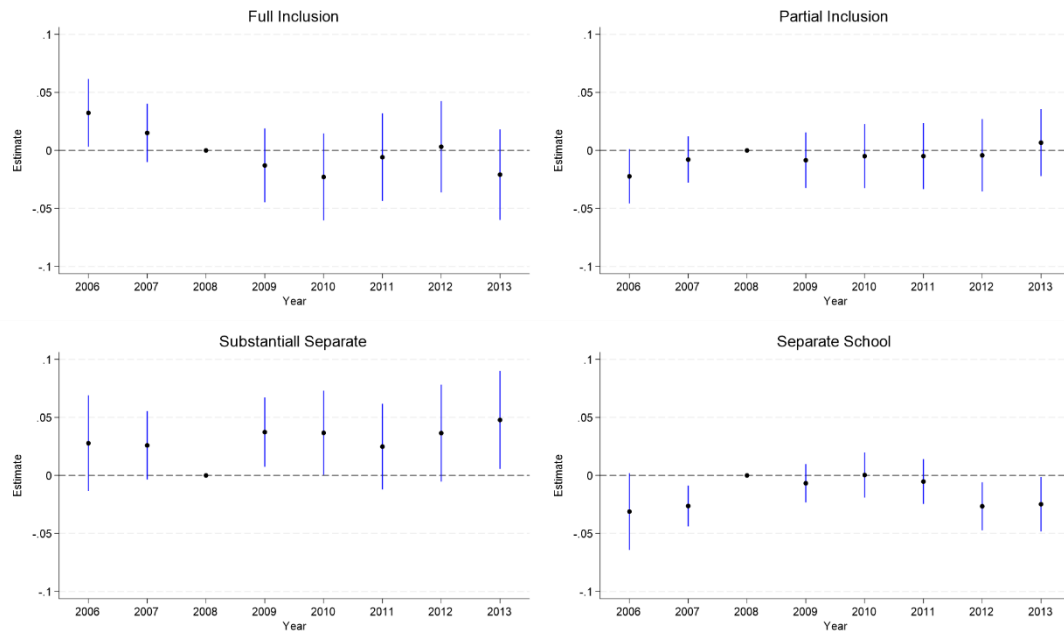 Full Inclusion
.1
.05
0
-.05
-.1
Estimate
2006 2007 2008 2009 2010 2011 2012 2013
Year
Partial Inclusion
.1
.05
0
-.05
-.1
Estimate
2006 2007 2008 2009 2010 2011 2012 2013
Year
Substantiall Separate
.1
.05
0
-.05
-.1
Estimate
2006 2007 2008 2009 2010 2011 2012 2013
Year
Separate School
.1
.05
0
-.05
-.1
Estimate
2006 2007 2008 2009 2010 2011 2012 2013
Year